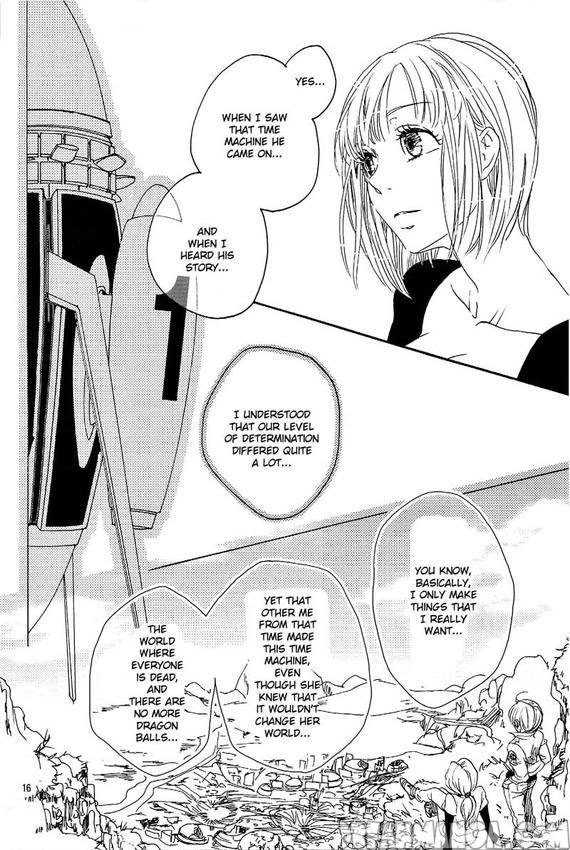 YES...
WHEN I SAW
THAT TIME
MACHINE HE
CAME ON...
AND
WHEN I
HEARD HIS
STORY...
1
I UNDERSTOOD
THAT OUR LEVEL
OF DETERMINATION
DIFFERED QUITE
A LOT...
YOU KNOW,
BASICALLY,
I ONLY MAKE
THINGS THAT
I REALLY
WANT...
YET THAT
OTHER ME
FROM THAT
TIME MADE
THIS TIME
MACHINE,
EVEN
THOUGH SHE
KNEW THAT
IT WOULDN'T
CHANGE HER
WORLD...
THE
WORLD
WHERE
EVERYONE
IS DEAD,
AND
THERE ARE
NO MORE
DRAGON
BALLS...
16